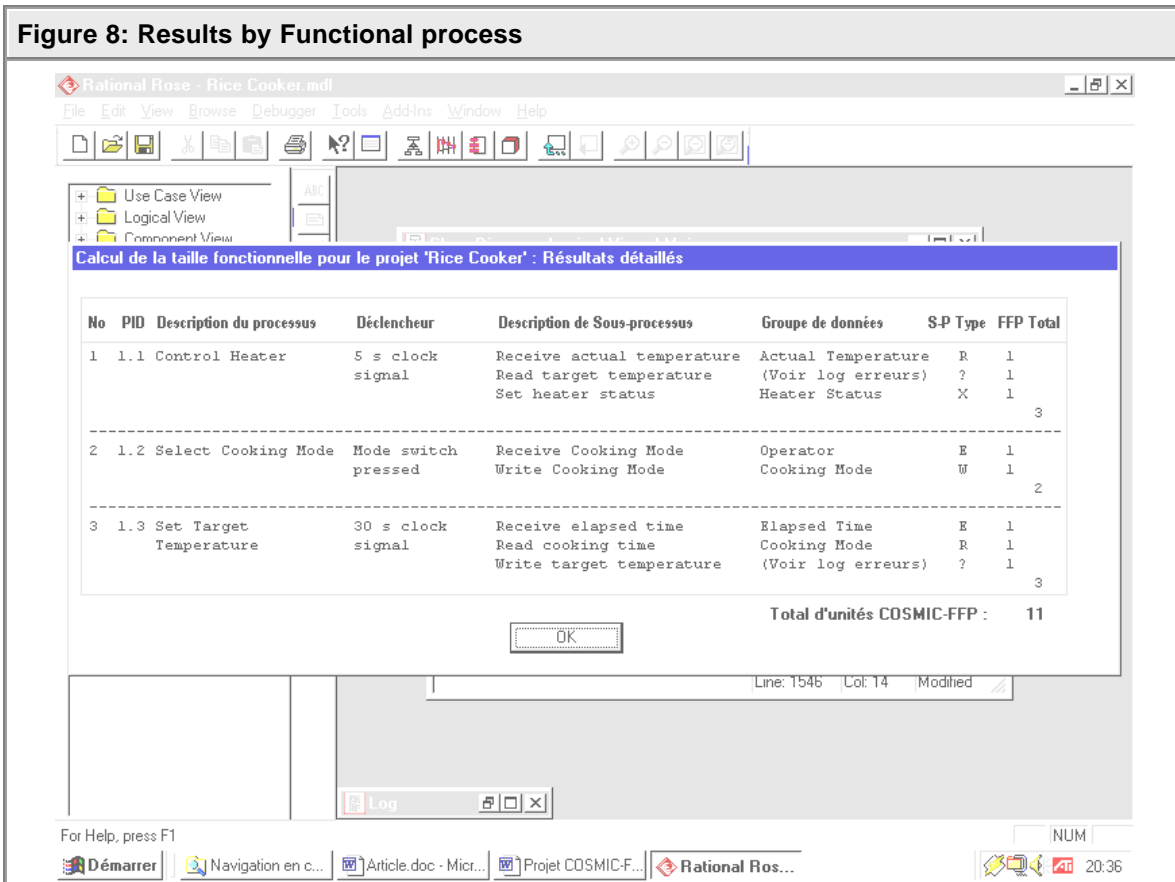 Figure 8: Results by Functional process
Rational Rose - Rice Cooker.mdl
File Edit View Browse Debugger Tools Add-Ins Window Help
ABC
Use Case View
Logical View
Component View
Calcul de la taille fonctionnelle pour le projet 'Rice Cooker' : Résultats détaillés
No PID Description du processus Déclencheur Description de Sous-processus Groupe de données S-P Type FFP Total
1 1.1 Control Heater 5 s clock Receive actual temperature Actual Temperature R 1
signal Read target temperature (Voir log erreurs) ? 1
Set heater status Heater Status X 1
3
2 1.2 Select Cooking Mode Mode switch Receive Cooking Mode Operator E 1
pressed Write Cooking Mode Cooking Mode W 1
2
3 1.3 Set Target 30 s clock Receive elapsed time Elapsed Time E 1
Temperature signal Read cooking time Cooking Mode R 1
Write target temperature (Voir log erreurs) ? 1
3
Total d'unités COSMIC-FFP : 11
OK
Line: 1546 Col: 14 Modified
Log
For Help, press F1 NUM
Démarrer Navigation en c... Article.doc - Micr... Projet COSMIC-F... Rational Ros... 20:36